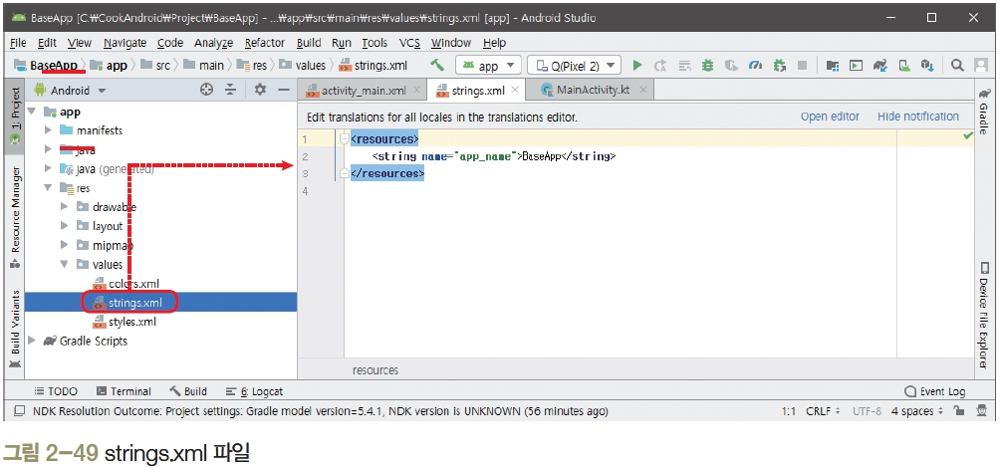 BaseApp [C:₩CookAndroid₩Project₩BaseApp] - ...₩app₩src₩main₩res₩values₩strings.xml [app] - Android Studio
File Edit View Navigate Code Analyze Refactor Build Run Tools VCS Window Help
BaseApp app src main res values strings.xml app Q(Pixel 2)
Android
activity_main.xml strings.xml MainActivity.kt
1: Project
Resource Manager
Build Variants
app
manifests
java
java (generated)
res
drawable
layout
mipmap
values
colors.xml
strings.xml
styles.xml
Gradle Scripts
Edit translations for all locales in the translations editor. Open editor Hide notification
1 <resources>
2 <string name="app_name">BaseApp</string>
3 </resources>
4
resources
Gradle
Device File Explorer
TODO Terminal Build 6: Logcat Event Log
NDK Resolution Outcome: Project settings: Gradle model version=5.4.1, NDK version is UNKNOWN (56 minutes ago) 1:1 CRLF UTF-8 4 spaces
그림 2-49 strings.xml 파일